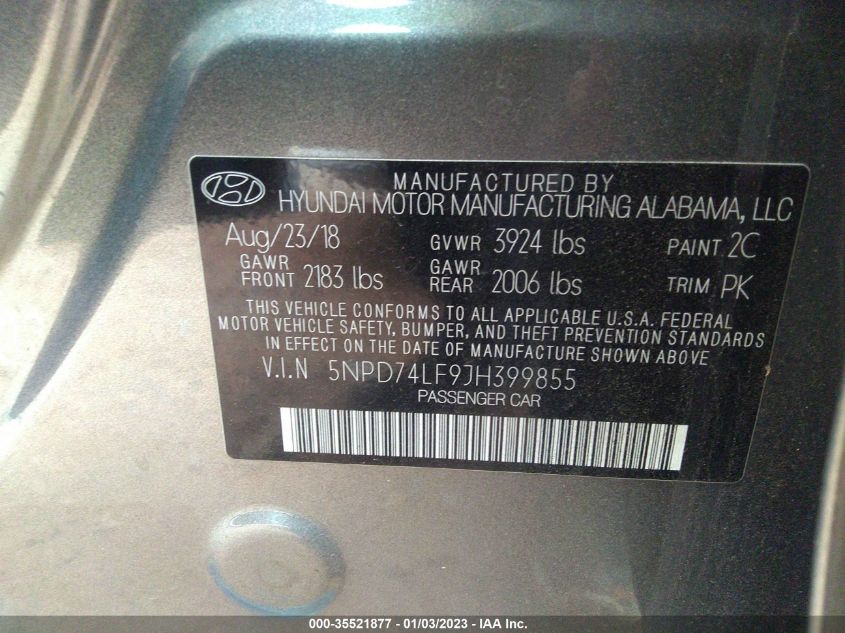 MANUFACTURED BY
HYUNDAI MOTOR MANUFACTURING ALABAMA, LLC
Aug/23/18 GVWR 3924 lbs PAINT 2C
GAWR FRONT 2183 lbs GAWR REAR 2006 lbs TRIM PK
THIS VEHICLE CONFORMS TO ALL APPLICABLE U.S.A. FEDERAL
MOTOR VEHICLE SAFETY, BUMPER, AND THEFT PREVENTION STANDARDS
IN EFFECT ON THE DATE OF MANUFACTURE SHOWN ABOVE
V.I.N 5NPD74LF9JH399855
PASSENGER CAR
000-35521877 - 01/03/2023 - IAA Inc.